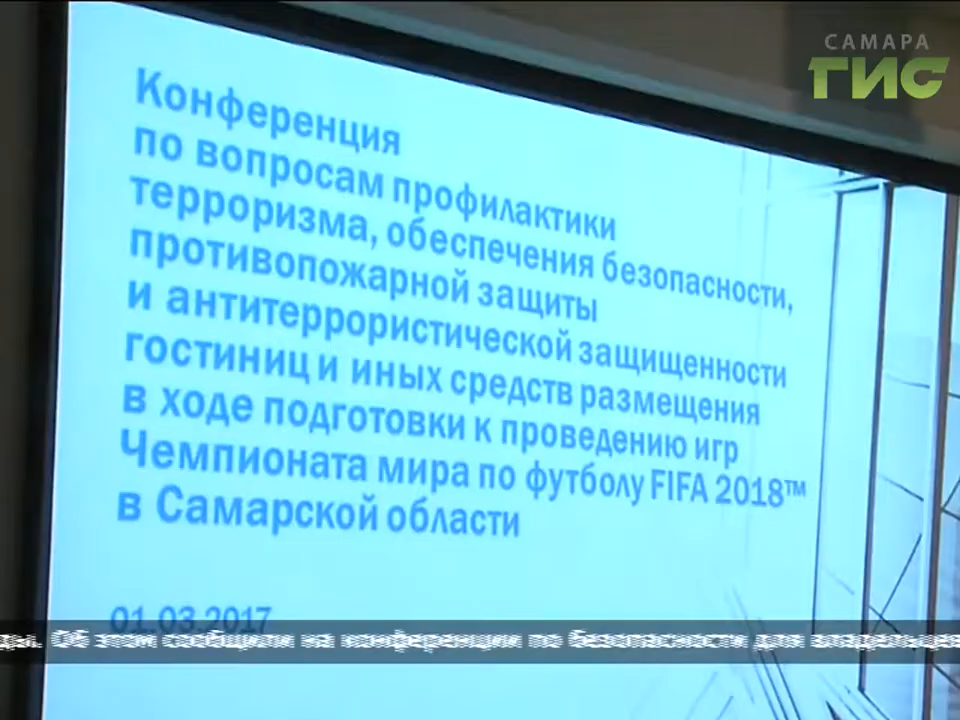 САМАРА
ГИС
Конференция
по вопросам профилактики
терроризма, обеспечения безопасности,
противопожарной защиты
и антитеррористической защищенности
гостиниц и иных средств размещения
в ходе подготовки к проведению игр
Чемпионата мира по футболу FIFA 2018™
в Самарской области
01.03.2017
ды. Об этом сообщили на конференции по безопасности для владельцев